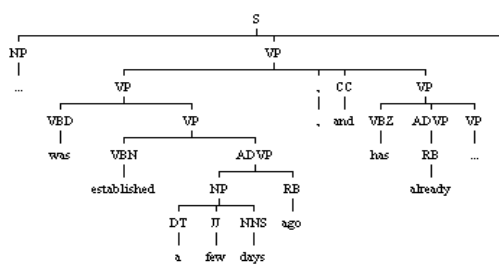 S
NP VP
... VP , CC VP
VBD VP , and VBZ ADVP VP
was VBN ADVP has RB ...
established NP RB already
DT JJ NNS ago
a few days